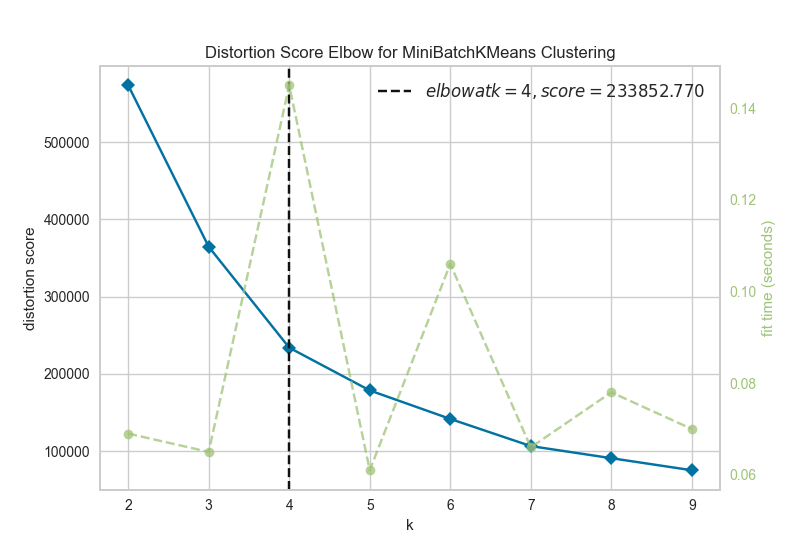 Distortion Score Elbow for MiniBatchKMeans Clustering
elbowatk = 4, score = 233852.770
distortion score
500000
400000
300000
200000
100000
0.14
0.12
0.10
0.08
0.06
fit time (seconds)
2 3 4 5 6 7 8 9
k